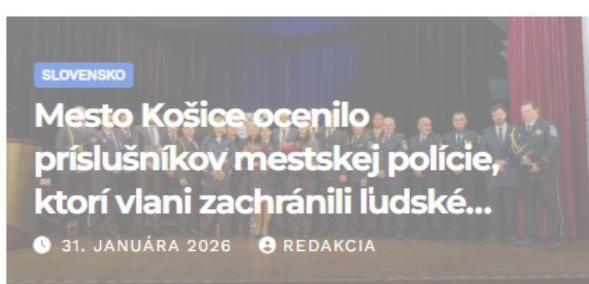 SLOVENSKO
Mesto Košice ocenilo
príslušníkov mestskej polície,
ktorí vlani zachránili ľudské...
31. JANUÁRA 2026 REDAKCIA